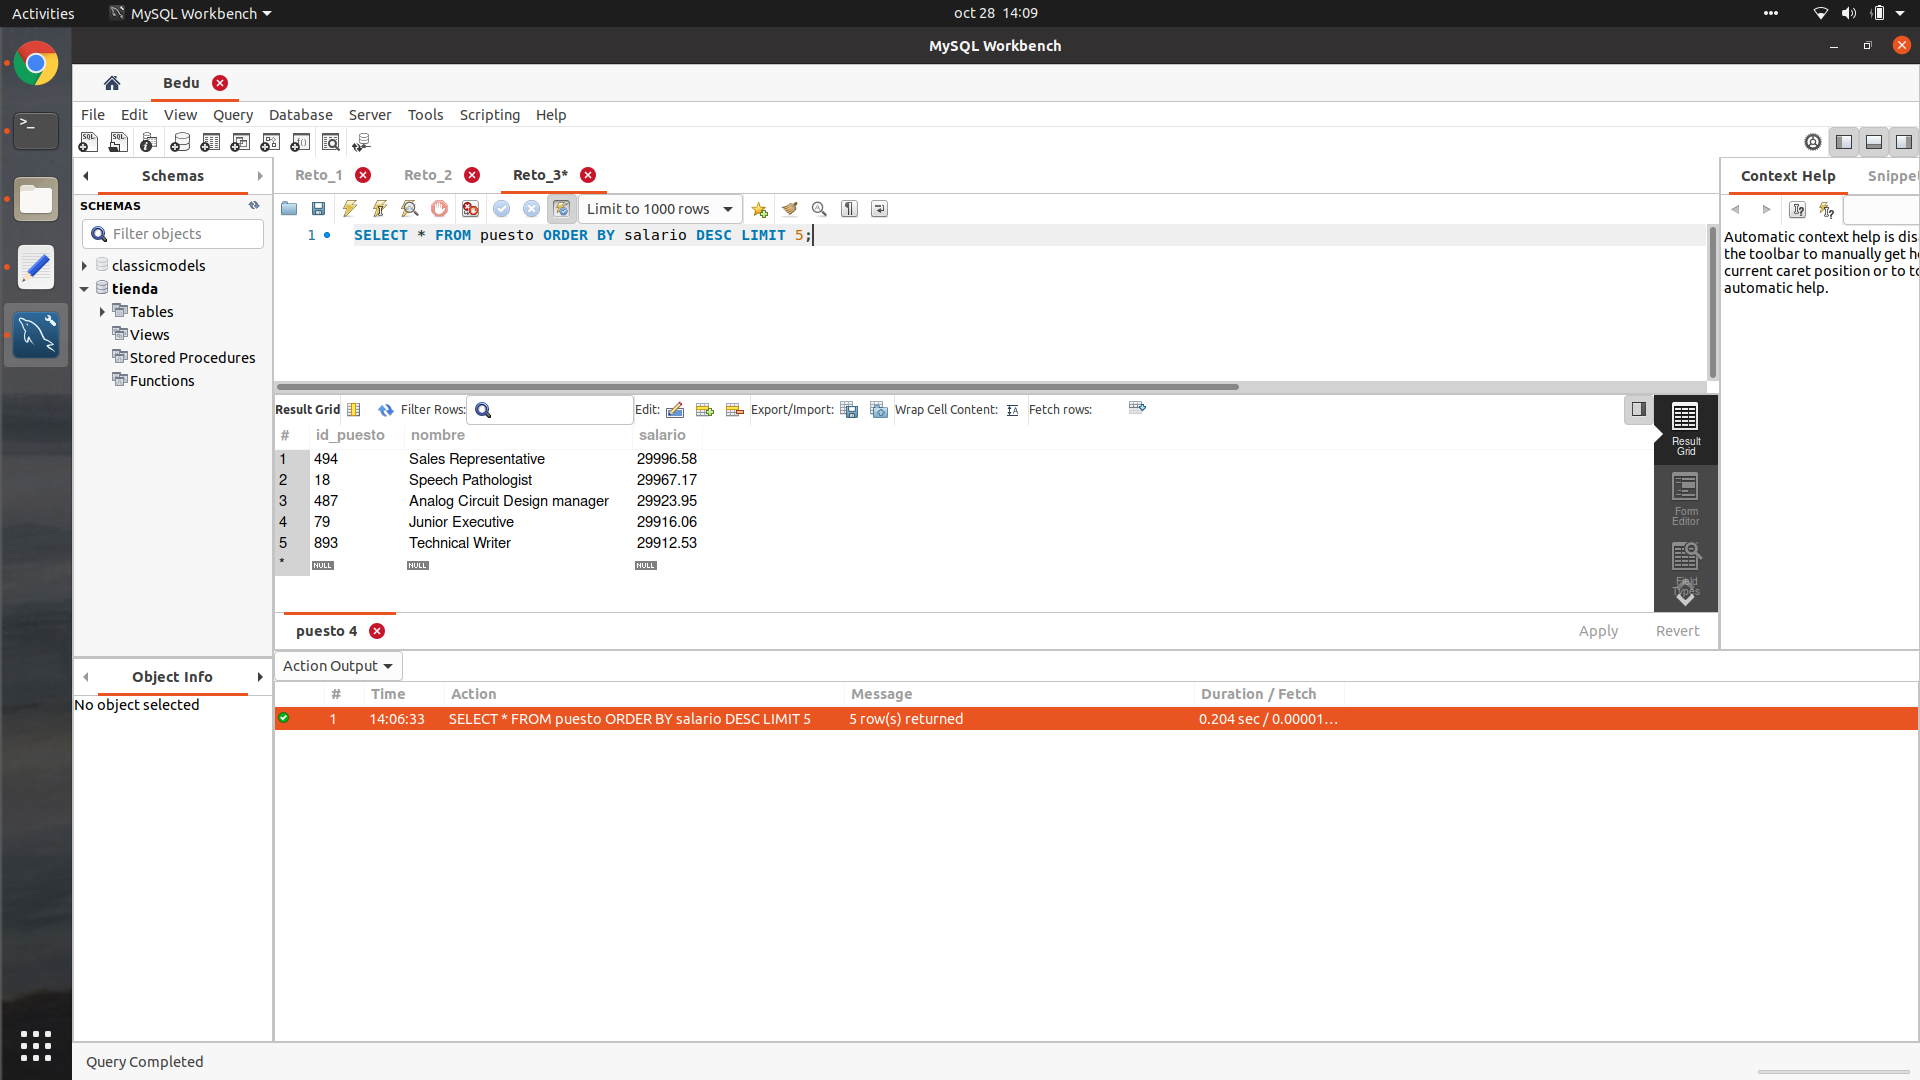 Activities
MySQL Workbench
oct 28 14:09
MySQL Workbench
Bedu
File Edit View Query Database Server Tools Scripting Help
Schemas
Reto_1
Reto_2
Reto_3*
Context Help
Snippe
SCHEMAS
Filter objects
classicmodels
tienda
Tables
Views
Stored Procedures
Functions
Limit to 1000 rows
1 SELECT * FROM puesto ORDER BY salario DESC LIMIT 5;
Automatic context help is dis
the toolbar to manually get h
current caret position or to to
automatic help.
Result Grid Filter Rows: Edit: Export/Import: Wrap Cell Content: Fetch rows:
# id_puesto nombre salario
1 494 Sales Representative 29996.58
2 18 Speech Pathologist 29967.17
3 487 Analog Circuit Design manager 29923.95
4 79 Junior Executive 29916.06
5 893 Technical Writer 29912.53
* NULL NULL NULL
Result
Grid
Form
Editor
Field
Types
puesto 4
Apply Revert
Object Info
No object selected
Action Output
# Time Action Message Duration / Fetch
1 14:06:33 SELECT * FROM puesto ORDER BY salario DESC LIMIT 5 5 row(s) returned 0.204 sec / 0.00001…
Query Completed